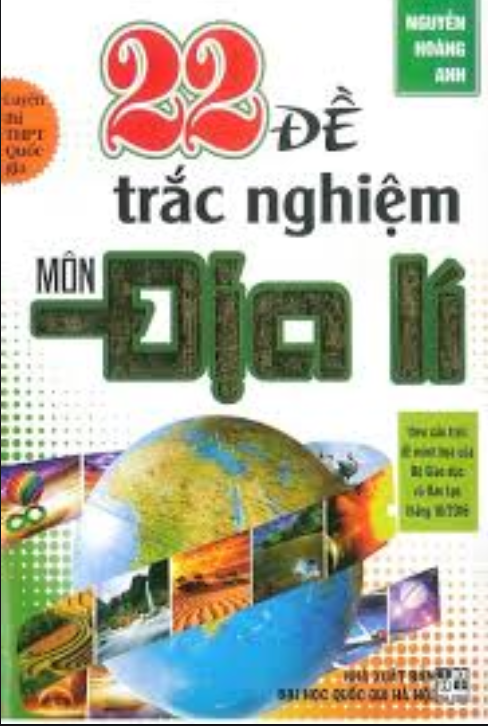 NGUYỄN
HOÀNG
ANH
Luyện
thi
THPT
Quốc
gia
22 ĐỀ
trắc nghiệm
MÔN
Địa lí
theo cấu trúc
đề minh họa của
Bộ Giáo dục
và Đào tạo
tháng 10/2016
NHÀ XUẤT BẢN
ĐẠI HỌC QUỐC GIA HÀ NỘI